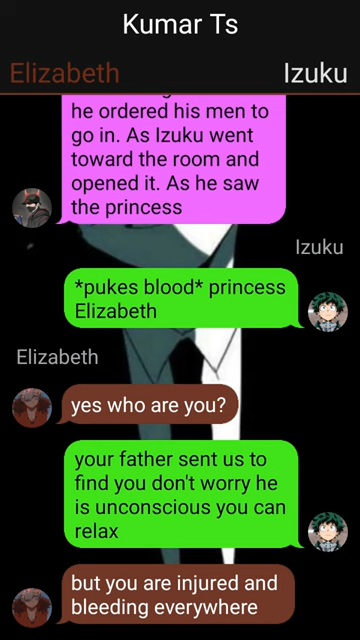 Kumar Ts
Elizabeth
Izuku
he ordered his men to
go in. As Izuku went
toward the room and
opened it. As he saw
the princess
Izuku
*pukes blood* princess
Elizabeth
Elizabeth
yes who are you?
your father sent us to
find you don't worry he
is unconscious you can
relax
but you are injured and
bleeding everywhere